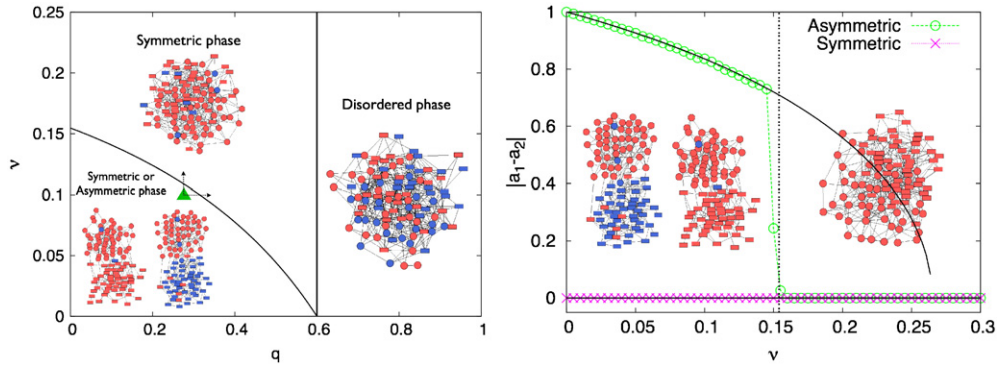 0.25
0.2
0.15
0.1
0.05
0
ν
Symmetric phase
Disordered phase
Symmetric or
Asymmetric phase
0
0.2
0.4
0.6
0.8
1
q
1
0.8
0.6
0.4
0.2
0
|a1-a2|
Asymmetric
Symmetric
0
0.05
0.1
0.15
0.2
0.25
0.3
ν